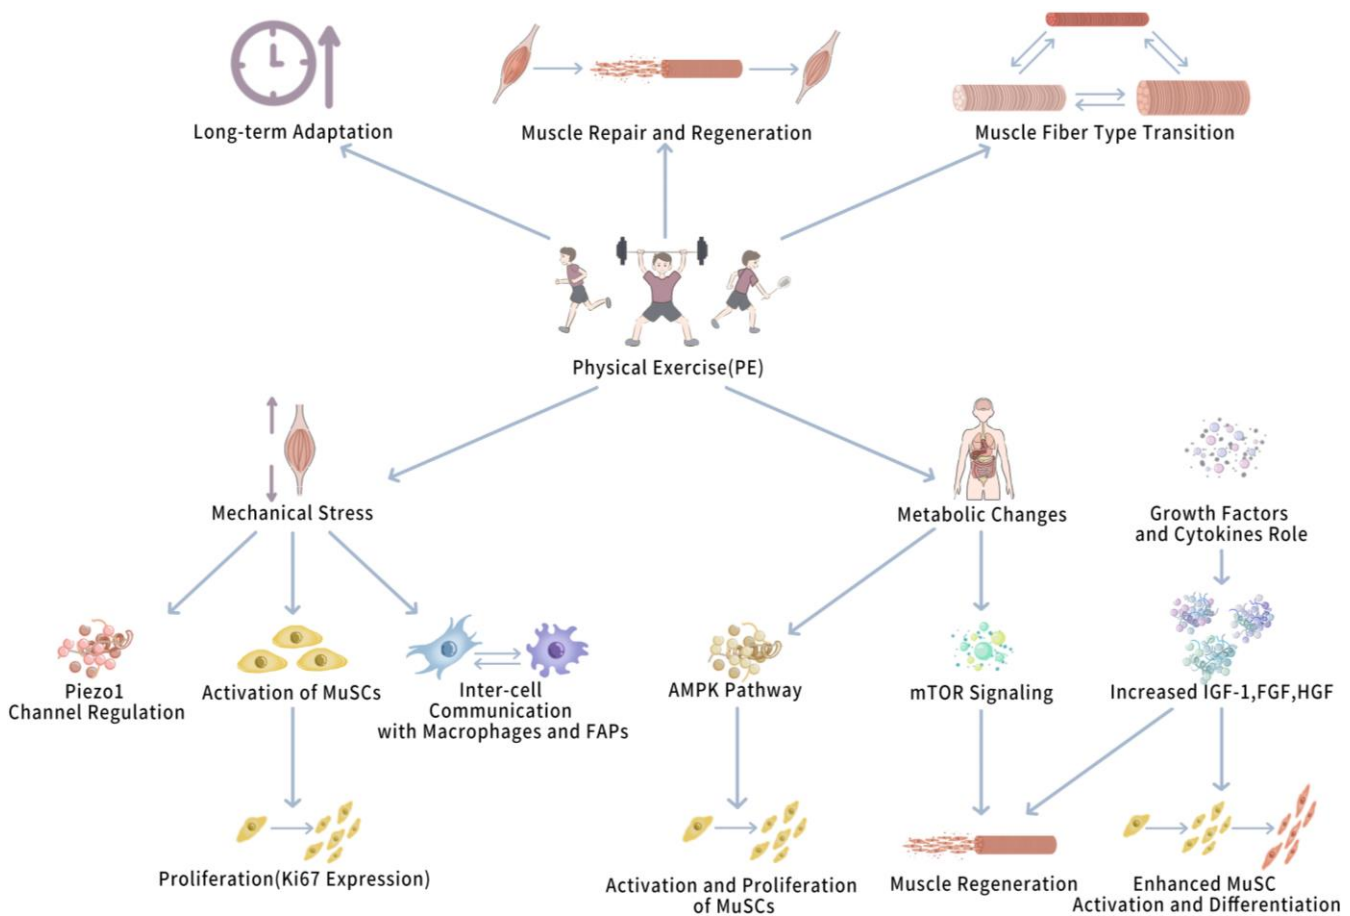 Long-term Adaptation
Muscle Repair and Regeneration
Muscle Fiber Type Transition
Physical Exercise(PE)
Mechanical Stress
Metabolic Changes
Growth Factors
and Cytokines Role
Piezo1
Channel Regulation
Activation of MuSCs
Inter-cell
Communication
with Macrophages and FAPs
AMPK Pathway
mTOR Signaling
Increased IGF-1,FGF,HGF
Proliferation(Ki67 Expression)
Activation and Proliferation
of MuSCs
Muscle Regeneration
Enhanced MuSC
Activation and Differentiation